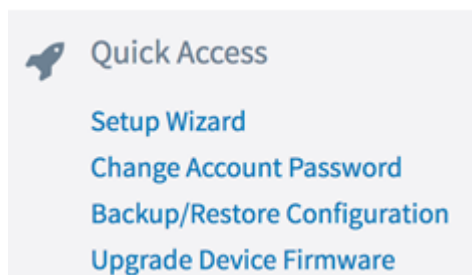 Quick Access
Setup Wizard
Change Account Password
Backup/Restore Configuration
Upgrade Device Firmware